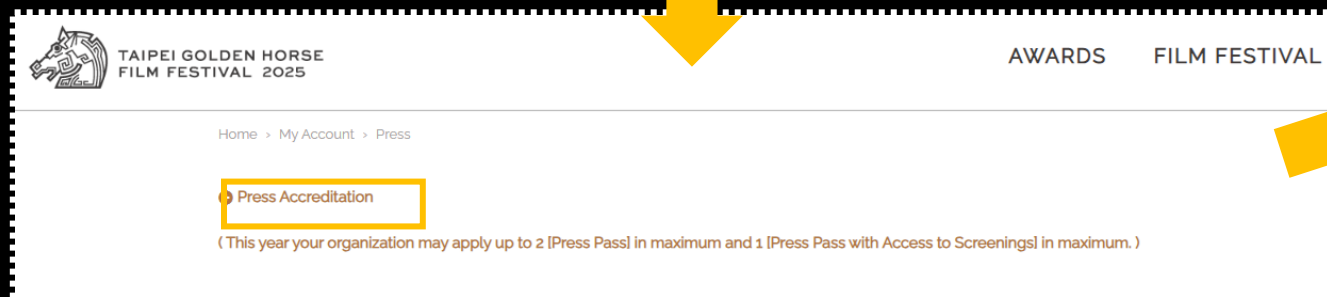 TAIPEI GOLDEN HORSE
FILM FESTIVAL 2025
AWARDS FILM FESTIVAL
Home > My Account > Press
Press Accreditation
( This year your organization may apply up to 2 [Press Pass] in maximum and 1 [Press Pass with Access to Screenings] in maximum. )